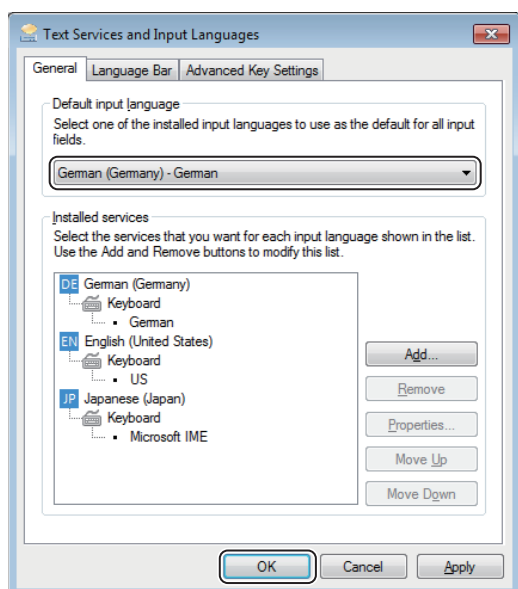 Text Services and Input Languages
General Language Bar Advanced Key Settings
Default input language
Select one of the installed input languages to use as the default for all input
fields.
German (Germany) - German
Installed services
Select the services that you want for each input language shown in the list.
Use the Add and Remove buttons to modify this list.
DE German (Germany)
Keyboard
• German
EN English (United States)
Keyboard
• US
JP Japanese (Japan)
Keyboard
• Microsoft IME
Add...
Remove
Properties...
Move Up
Move Down
OK Cancel Apply